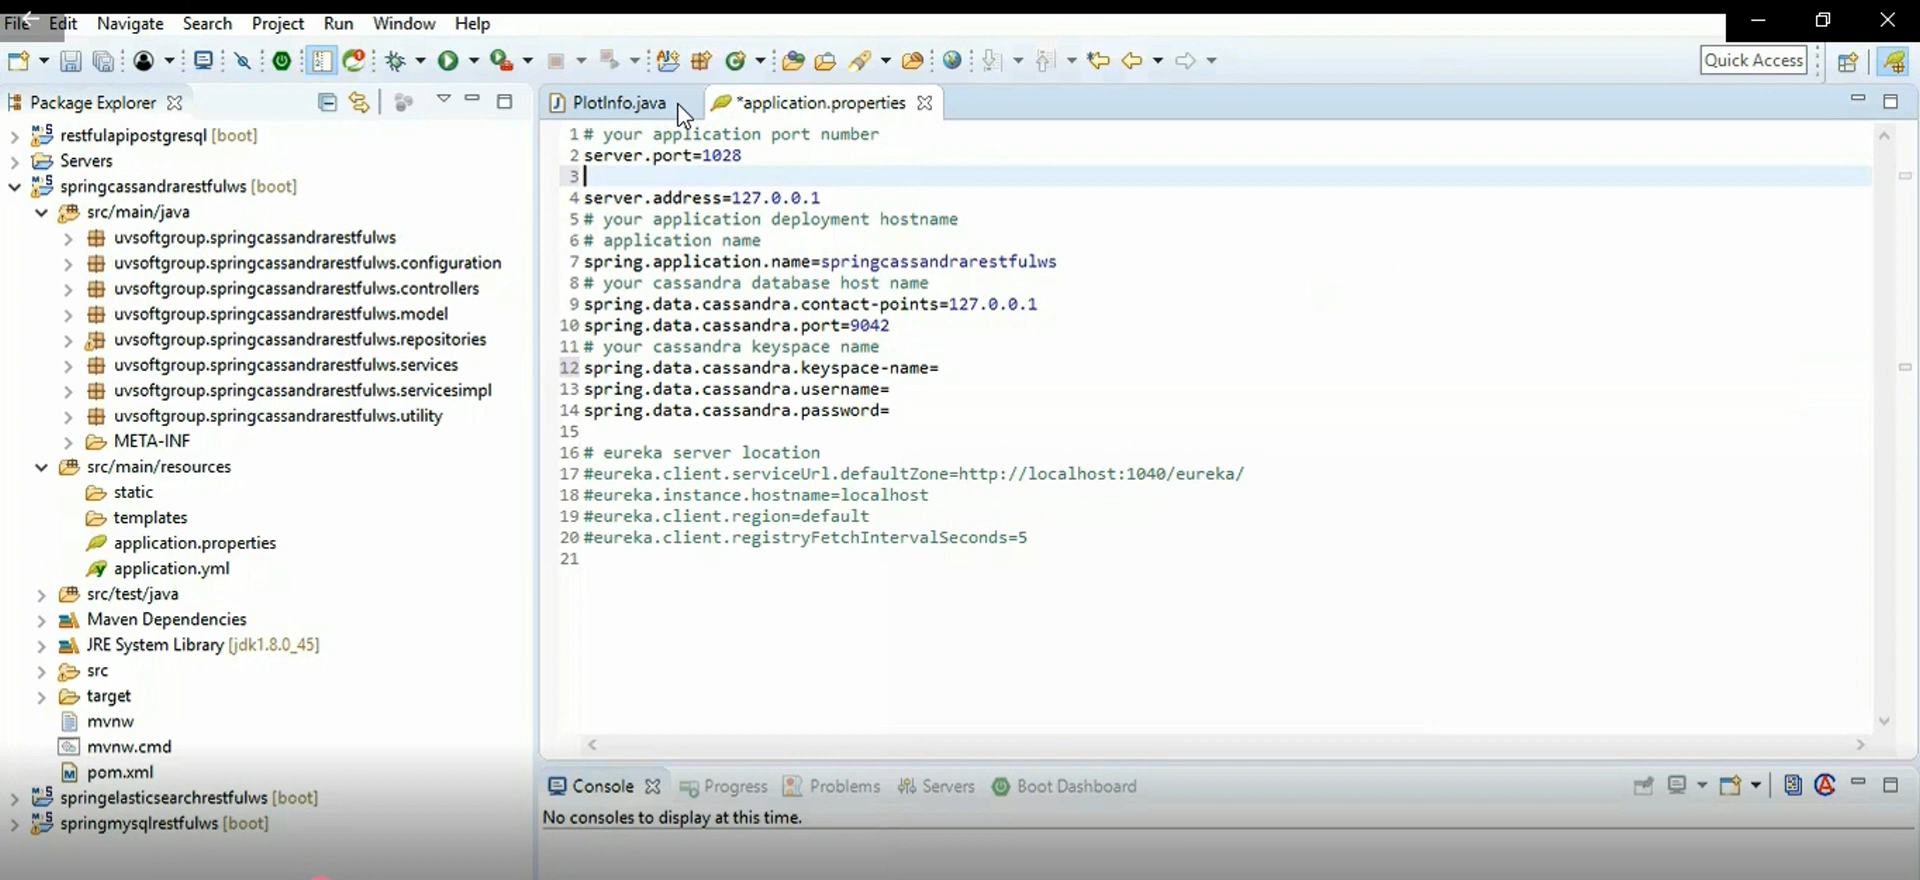 File Edit Navigate Search Project Run Window Help
Quick Access
Package Explorer
restfulapipostgresql [boot]
Servers
springcassandrarestfulws [boot]
src/main/java
uvsoftgroup.springcassandrarestfulws
uvsoftgroup.springcassandrarestfulws.configuration
uvsoftgroup.springcassandrarestfulws.controllers
uvsoftgroup.springcassandrarestfulws.model
uvsoftgroup.springcassandrarestfulws.repositories
uvsoftgroup.springcassandrarestfulws.services
uvsoftgroup.springcassandrarestfulws.servicesimpl
uvsoftgroup.springcassandrarestfulws.utility
META-INF
src/main/resources
static
templates
application.properties
application.yml
src/test/java
Maven Dependencies
JRE System Library [jdk1.8.0_45]
src
target
mvnw
mvnw.cmd
pom.xml
springelasticsearchrestfulws [boot]
springmysqlrestfulws [boot]
PlotInfo.java *application.properties
1 # your application port number
2 server.port=1028
3
4 server.address=127.0.0.1
5 # your application deployment hostname
6 # application name
7 spring.application.name=springcassandrarestfulws
8 # your cassandra database host name
9 spring.data.cassandra.contact-points=127.0.0.1
10 spring.data.cassandra.port=9042
11 # your cassandra keyspace name
12 spring.data.cassandra.keyspace-name=
13 spring.data.cassandra.username=
14 spring.data.cassandra.password=
15
16 # eureka server location
17 #eureka.client.serviceUrl.defaultZone=http://localhost:1040/eureka/
18 #eureka.instance.hostname=localhost
19 #eureka.client.region=default
20 #eureka.client.registryFetchIntervalSeconds=5
21
Console Progress Problems Servers Boot Dashboard
No consoles to display at this time.